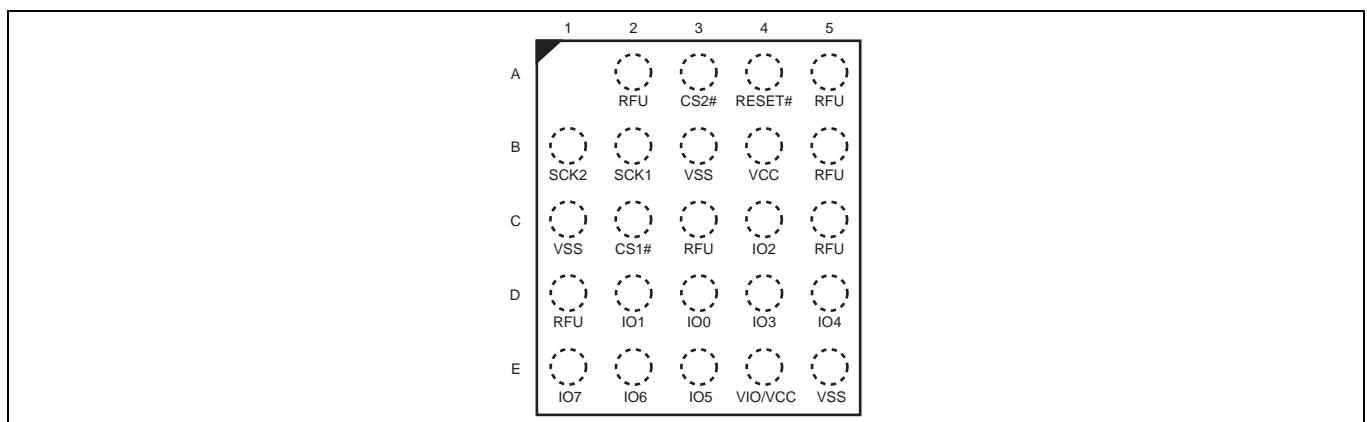 1 2 3 4 5
A
RFU CS2# RESET# RFU
B
SCK2 SCK1 VSS VCC RFU
C
VSS CS1# RFU IO2 RFU
D
RFU IO1 IO0 IO3 IO4
E
IO7 IO6 IO5 VIO/VCC VSS